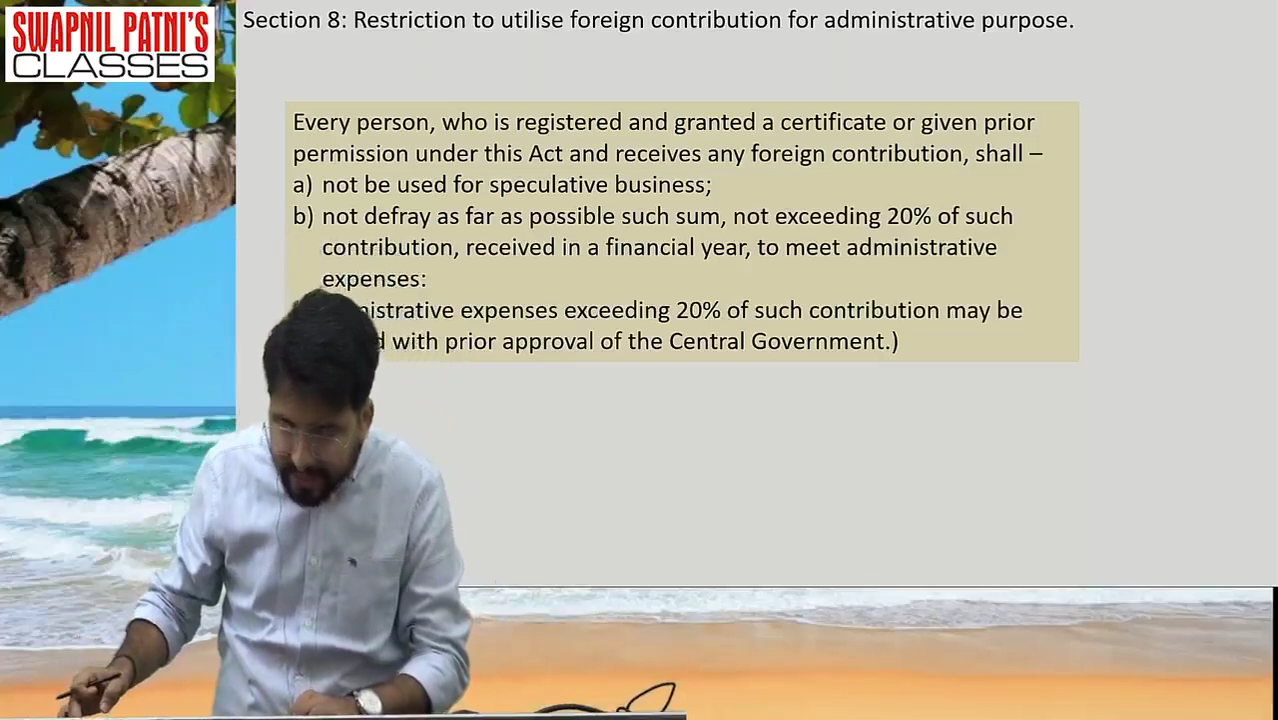 SWAPNIL PATNI'S
CLASSES
Section 8: Restriction to utilise foreign contribution for administrative purpose.
Every person, who is registered and granted a certificate or given prior
permission under this Act and receives any foreign contribution, shall –
a) not be used for speculative business;
b) not defray as far as possible such sum, not exceeding 20% of such
contribution, received in a financial year, to meet administrative
expenses:
expenses exceeding 20% of such contribution may be
with prior approval of the Central Government.)